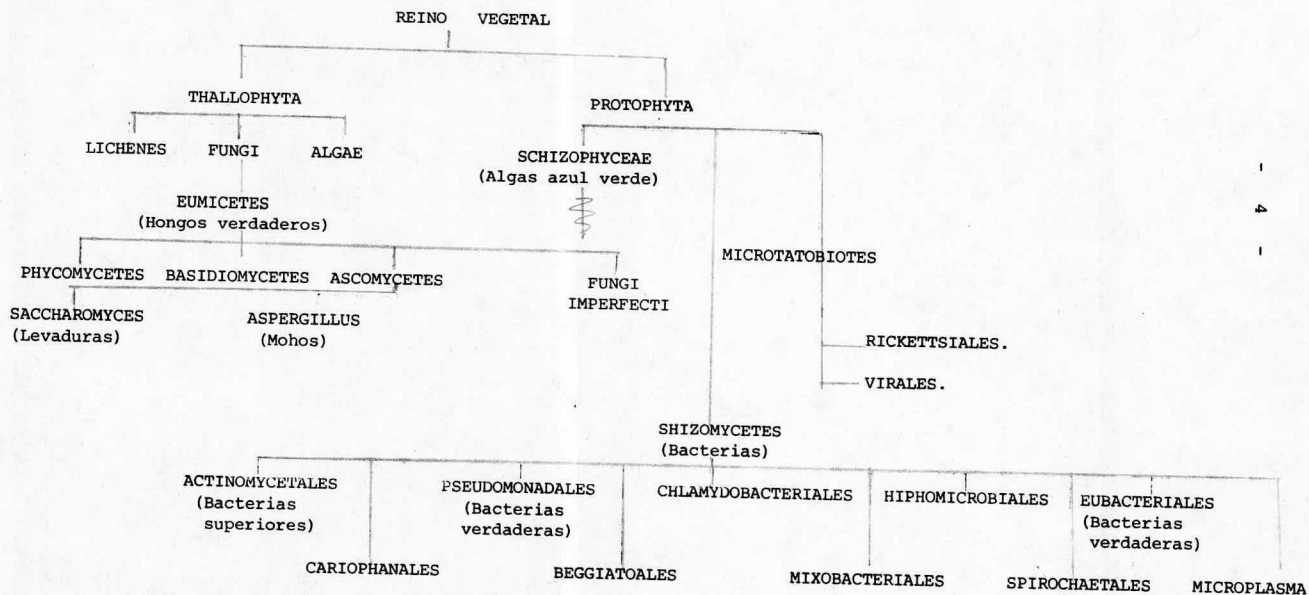 REINO VEGETAL
THALLOPHYTA
PROTOPHYTA
LICHENES FUNGI ALGAE
SCHIZOPHYCEAE
(Algas azul verde)
- 4 -
EUMICETES
(Hongos verdaderos)
MICROTATOBIOTES
PHYCOMYCETES BASIDIOMYCETES ASCOMYCETES
FUNGI
IMPERFECTI
SACCHAROMYCES
(Levaduras)
ASPERGILLUS
(Mohos)
RICKETTSIALES.
VIRALES.
SHIZOMYCETES
(Bacterias)
ACTINOMYCETALES
(Bacterias
superiores)
PSEUDOMONADALES
(Bacterias
verdaderas)
CHLAMYDOBACTERIALES
HIPHOMICROBIALES
EUBACTERIALES
(Bacterias
verdaderas)
CARIOPHANALES
BEGGIATOALES
MIXOBACTERIALES
SPIROCHAETALES
MICROPLASMA